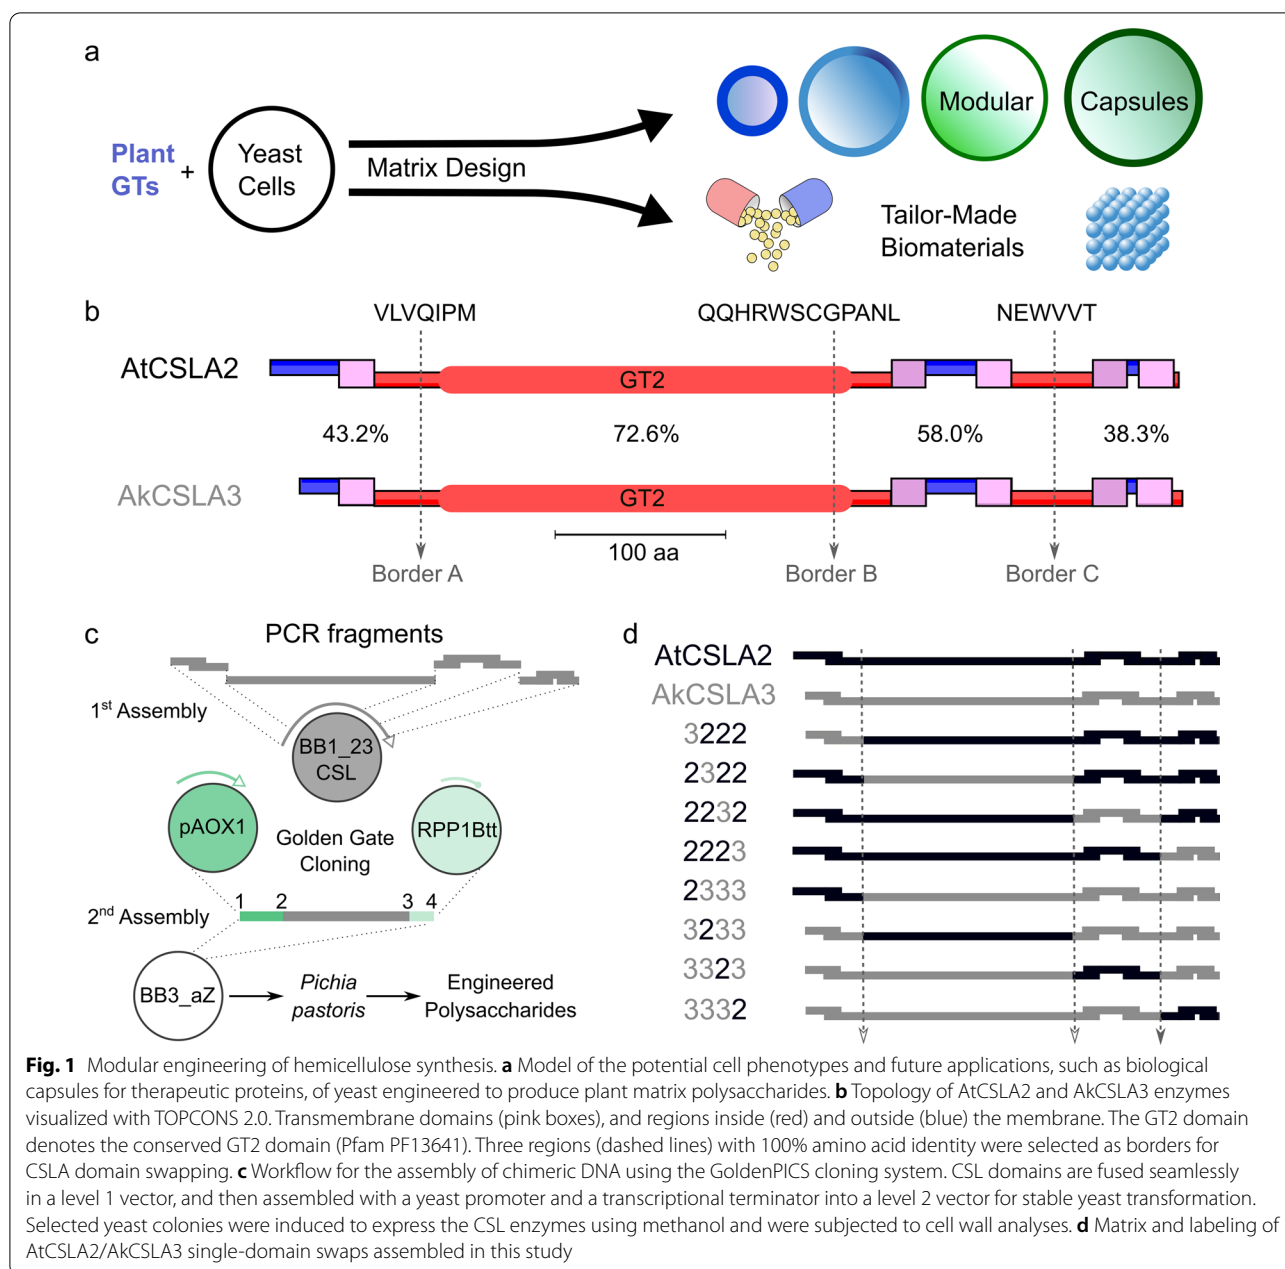 a
Plant
GTs
+
Yeast
Cells
Matrix Design
Modular
Capsules
Tailor-Made
Biomaterials
b
VLVQIPM QQHRWSCGPANL NEWVVT
AtCSLA2
GT2
43.2% 72.6% 58.0% 38.3%
AkCSLA3
GT2
100 aa
Border A Border B Border C
c
PCR fragments
1st Assembly
BB1_23
CSL
pAOX1
Golden Gate
Cloning
RPP1Btt
1 2 3 4
2nd Assembly
BB3_aZ
Pichia
pastoris
Engineered
Polysaccharides
d
AtCSLA2
AkCSLA3
3222
2322
2232
2223
2333
3233
3323
3332
Fig. 1 Modular engineering of hemicellulose synthesis. a Model of the potential cell phenotypes and future applications, such as biological
capsules for therapeutic proteins, of yeast engineered to produce plant matrix polysaccharides. b Topology of AtCSLA2 and AkCSLA3 enzymes
visualized with TOPCONS 2.0. Transmembrane domains (pink boxes), and regions inside (red) and outside (blue) the membrane. The GT2 domain
denotes the conserved GT2 domain (Pfam PF13641). Three regions (dashed lines) with 100% amino acid identity were selected as borders for
CSLA domain swapping. c Workflow for the assembly of chimeric DNA using the GoldenPICS cloning system. CSL domains are fused seamlessly
in a level 1 vector, and then assembled with a yeast promoter and a transcriptional terminator into a level 2 vector for stable yeast transformation.
Selected yeast colonies were induced to express the CSL enzymes using methanol and were subjected to cell wall analyses. d Matrix and labeling of
AtCSLA2/AkCSLA3 single-domain swaps assembled in this study